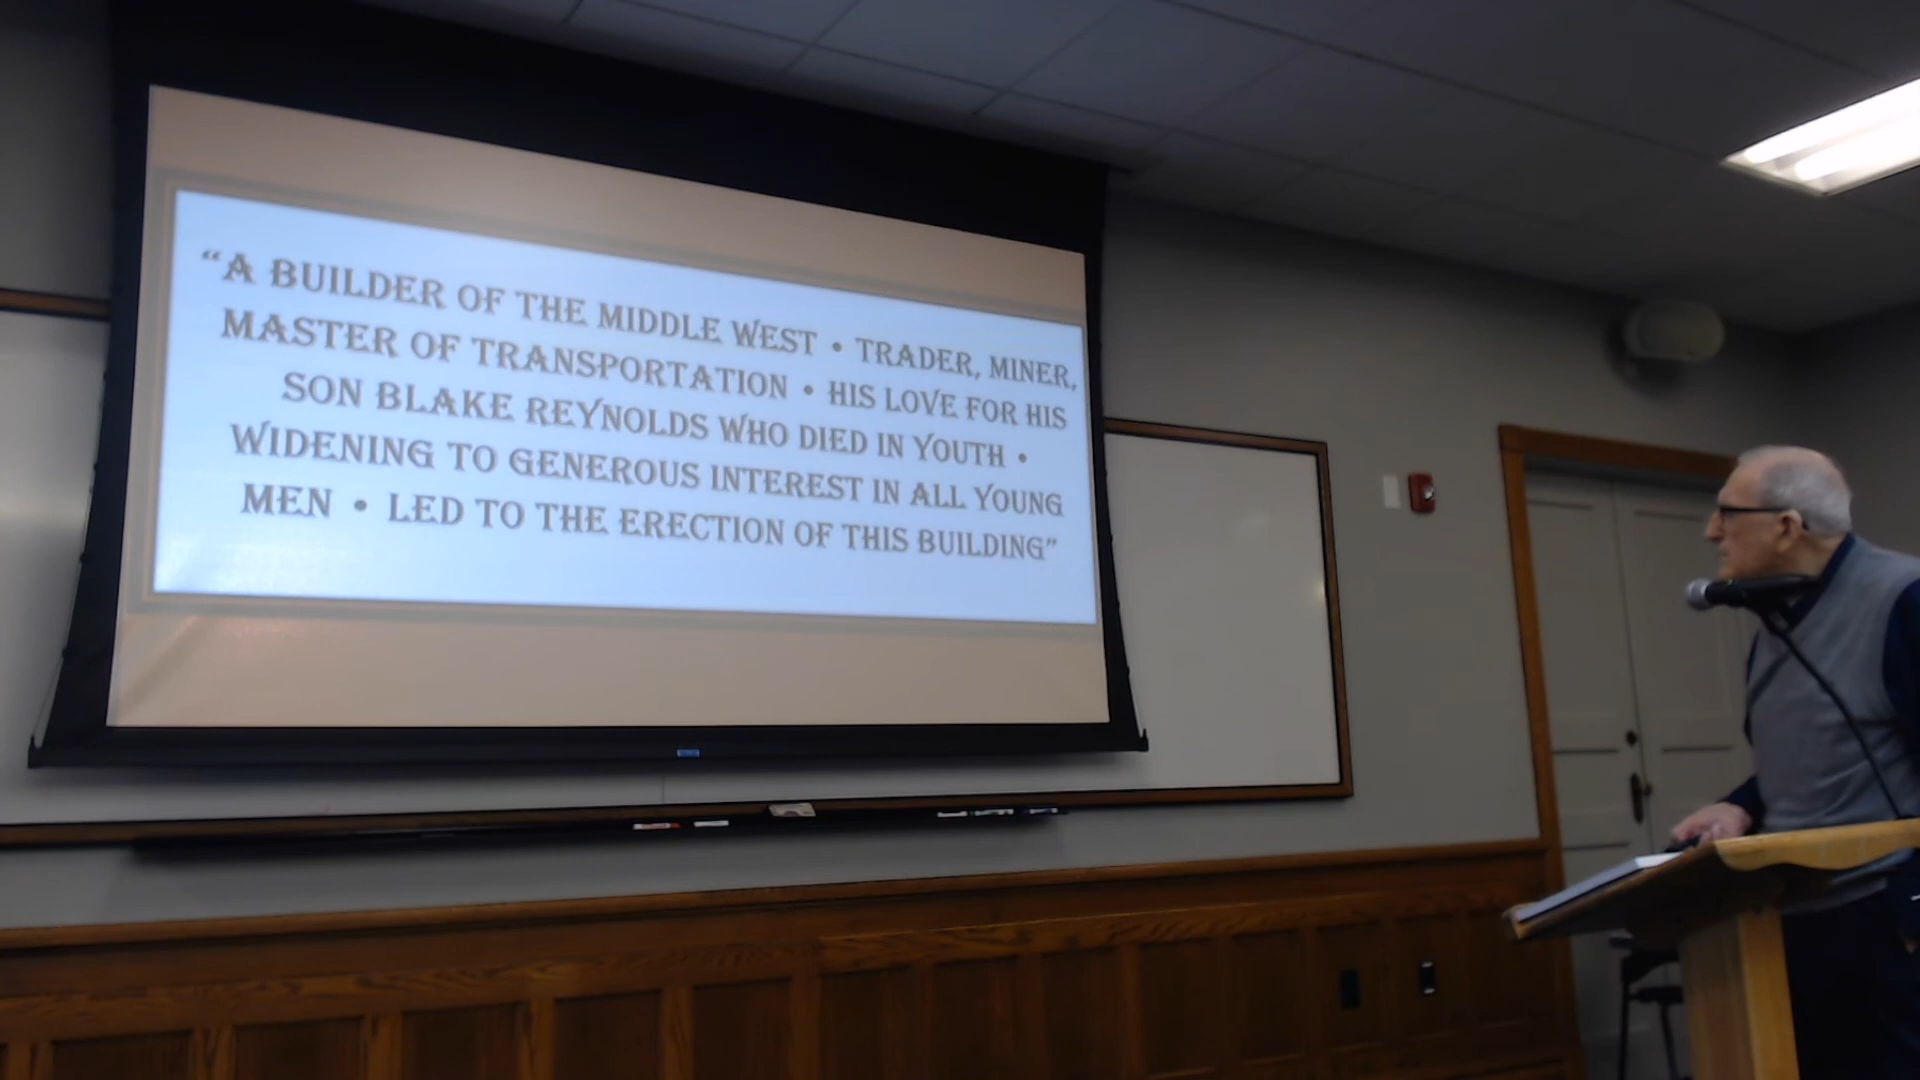 “A BUILDER OF THE MIDDLE WEST • TRADER, MINER,
MASTER OF TRANSPORTATION • HIS LOVE FOR HIS
SON BLAKE REYNOLDS WHO DIED IN YOUTH •
WIDENING TO GENEROUS INTEREST IN ALL YOUNG
MEN • LED TO THE ERECTION OF THIS BUILDING”